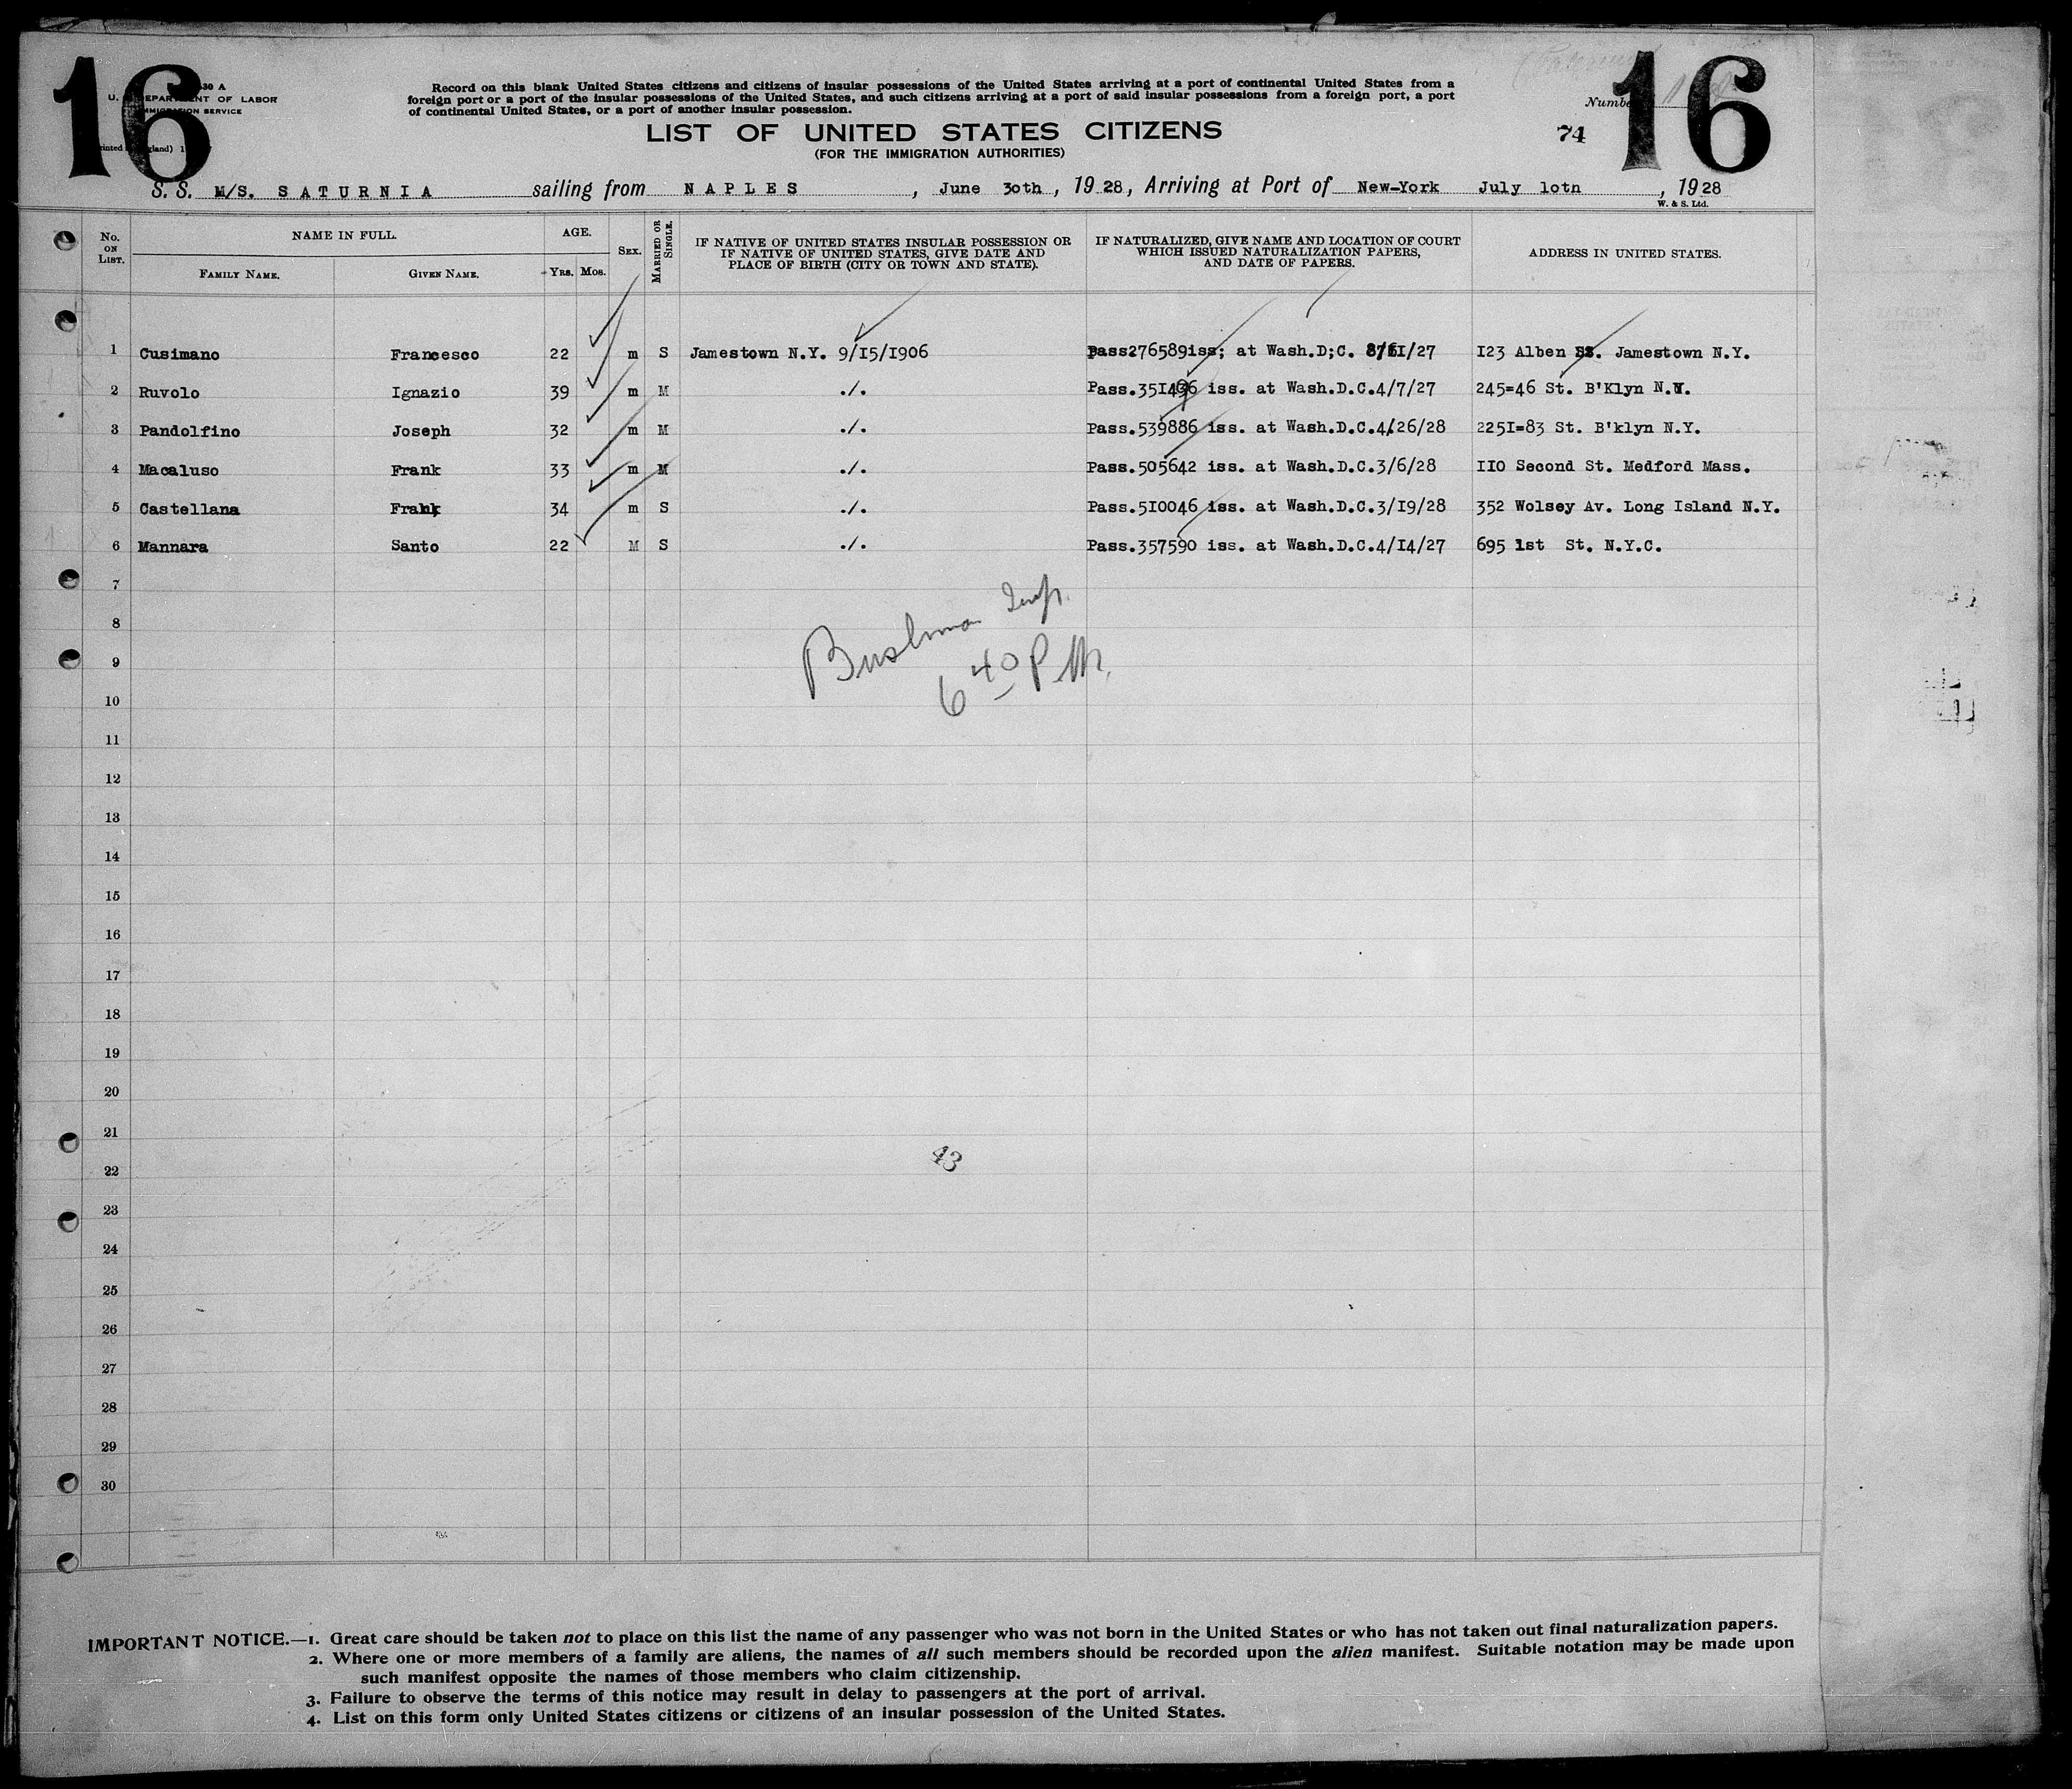 16
16
30 A
U. DEPARTMENT OF LABOR
IMMIGRATION SERVICE
Record on this blank United States citizens and citizens of insular possessions of the United States arriving at a port of continental United States from a
foreign port or a port of the insular possessions of the United States, and such citizens arriving at a port of said insular possessions from a foreign port, a port
of continental United States, or a port of another insular possession.
LIST OF UNITED STATES CITIZENS
(FOR THE IMMIGRATION AUTHORITIES)
74
S. S. M/S. SATURNIA sailing from NAPLES, June 30th, 1928, Arriving at Port of New-York July 10th, 1928
W. & S. Ltd.
No. ON LIST.
NAME IN FULL.
FAMILY NAME. GIVEN NAME.
AGE.
YRS. MOS.
SEX.
MARRIED OR SINGLE.
IF NATIVE OF UNITED STATES INSULAR POSSESSION OR
IF NATIVE OF UNITED STATES, GIVE DATE AND
PLACE OF BIRTH (CITY OR TOWN AND STATE).
IF NATURALIZED, GIVE NAME AND LOCATION OF COURT
WHICH ISSUED NATURALIZATION PAPERS,
AND DATE OF PAPERS.
ADDRESS IN UNITED STATES.
1 Cusimano Francesco 22 m S Jamestown N.Y. 9/15/1906 Pass276589iss; at Wash.D;C. /27 123 Alben St. Jamestown N.Y.
2 Ruvolo Ignazio 39 m M ./. Pass. iss. at Wash.D.C.4/7/27 245=46 St. B'Klyn N.Y.
3 Pandolfino Joseph 32 m M ./. Pass.539886 iss. at Wash.D.C.4/26/28 2251=83 St. B'klyn N.Y.
4 Macaluso Frank 33 m M ./. Pass.505642 iss. at Wash.D.C.3/6/28 110 Second St. Medford Mass.
5 Castellana Frank 34 m S ./. Pass.510046 iss. at Wash.D.C.3/19/28 352 Wolsey Av. Long Island N.Y.
6 Mannara Santo 22 M S ./. Pass.357590 iss. at Wash.D.C.4/14/27 695 1st St. N.Y.C.
7
Bushman Insp.
8
9
6 40 P.M.
10
11
12
13
14
15
16
17
18
19
20
21
43
22
23
24
25
26
27
28
29
30
IMPORTANT NOTICE.—1. Great care should be taken not to place on this list the name of any passenger who was not born in the United States or who has not taken out final naturalization papers.
2. Where one or more members of a family are aliens, the names of all such members should be recorded upon the alien manifest. Suitable notation may be made upon
such manifest opposite the names of those members who claim citizenship.
3. Failure to observe the terms of this notice may result in delay to passengers at the port of arrival.
4. List on this form only United States citizens or citizens of an insular possession of the United States.